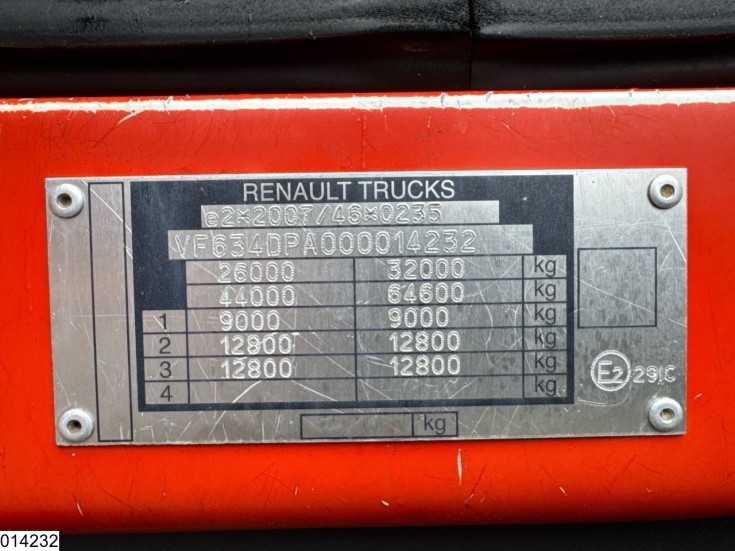 RENAULT TRUCKS
e2*2007/46*0235
VF634DPA000014232
26000 32000 kg
44000 64600 kg
1 9000 9000 kg
2 12800 12800 kg
3 12800 12800 kg
4 kg
E2 291C
kg
014232